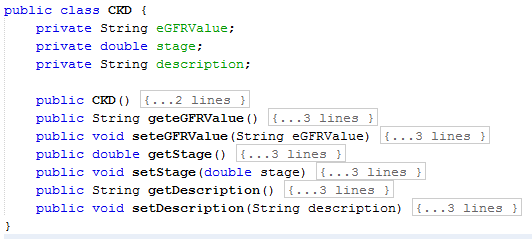 public class CKD {
private String eGFRValue;
private double stage;
private String description;
public CKD() {...2 lines }
public String geteGFRValue() {...3 lines }
public void seteGFRValue(String eGFRValue) {...3 lines }
public double getStage() {...3 lines }
public void setStage(double stage) {...3 lines }
public String getDescription() {...3 lines }
public void setDescription(String description) {...3 lines }
}